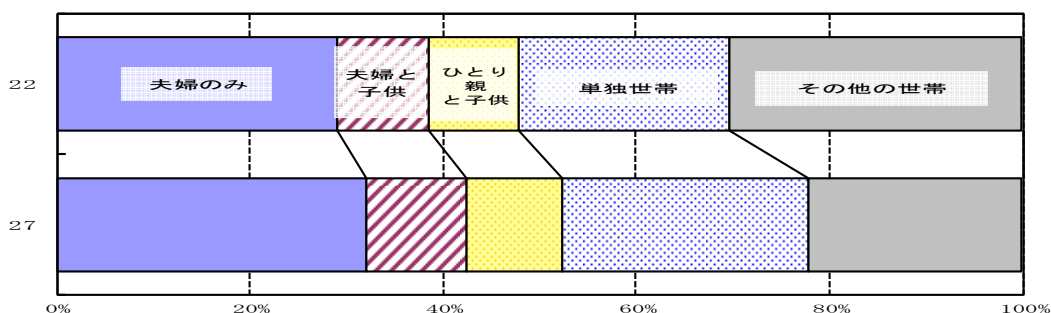 22
夫婦のみ
夫婦と
子供
ひとり
親
と子供
単独世帯
その他の世帯
27
0%
20%
40%
60%
80%
100%